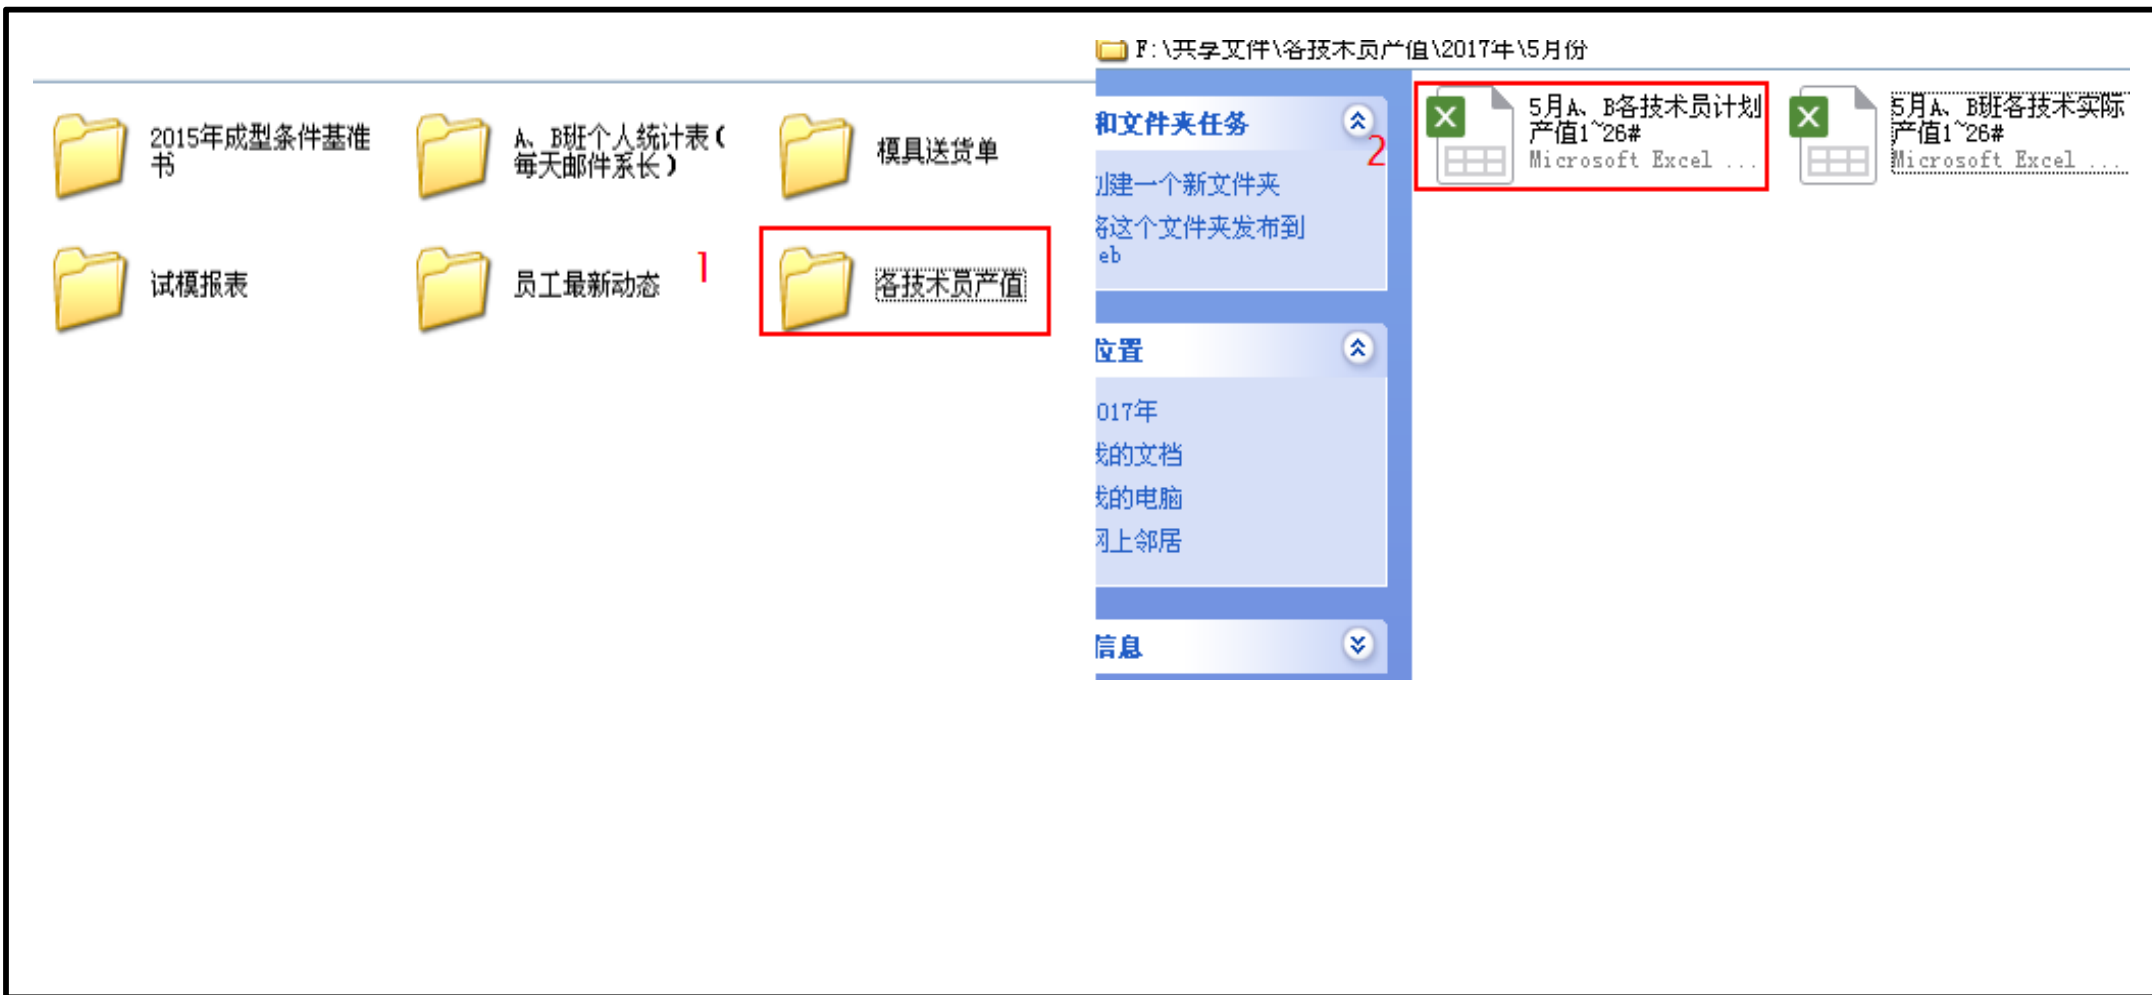 2015年成型条件基准
书
A、B班个人统计表(
每天邮件系长)
模具送货单
试模报表
员工最新动态
1
各技术员产值
F:\共享文件\各技术员产值\2017年\5月份
和文件夹任务
2
创建一个新文件夹
将这个文件夹发布到
eb
位置
017年
我的文档
我的电脑
网上邻居
信息
5月A、B各技术员计划
产值1~26#
Microsoft Excel ...
5月A、B班各技术实际
产值1~26#
Microsoft Excel ...